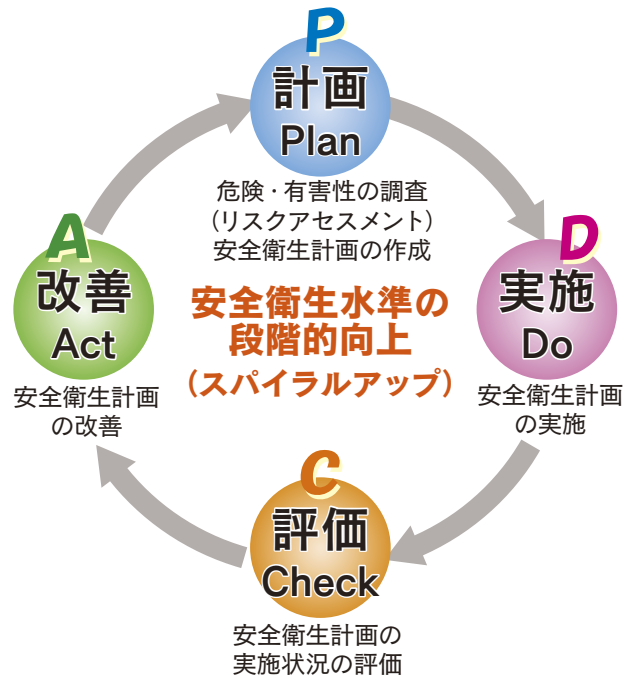 P
計画
Plan
危険・有害性の調査
(リスクアセスメント)
安全衛生計画の作成
D
実施
Do
安全衛生計画
の実施
C
評価
Check
安全衛生計画の
実施状況の評価
A
改善
Act
安全衛生計画
の改善
安全衛生水準の
段階的向上
(スパイラルアップ)